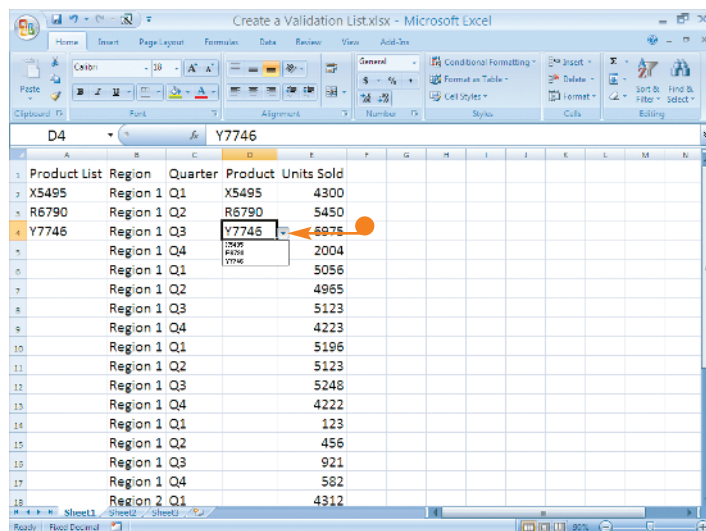 Create a Validation List.xlsx - Microsoft Excel
Home Insert Page Layout Formulas Data Review View Add-Ins
Paste
Calibri 18 A A
B I U A
General
$ % ,
Conditional Formatting
Format as Table
Cell Styles
Insert
Delete
Format
Σ
Sort & Filter
Find & Select
Clipboard Font Alignment Number Styles Cells Editing
D4 fx Y7746
A B C D E F G H I J K L M N
1 Product List Region Quarter Product Units Sold
2 X5495 Region 1 Q1 X5495 4300
3 R6790 Region 1 Q2 R6790 5450
4 Y7746 Region 1 Q3 Y7746 6975
5 Region 1 Q4 2004
X5495
R6790
Y7746
6 Region 1 Q1 5056
7 Region 1 Q2 4965
8 Region 1 Q3 5123
9 Region 1 Q4 4223
10 Region 1 Q1 5196
11 Region 1 Q2 5123
12 Region 1 Q3 5248
13 Region 1 Q4 4222
14 Region 1 Q1 123
15 Region 1 Q2 456
16 Region 1 Q3 921
17 Region 1 Q4 582
18 Region 2 Q1 4312
Sheet1 Sheet2 Sheet3
Ready Fixed Decimal 90%